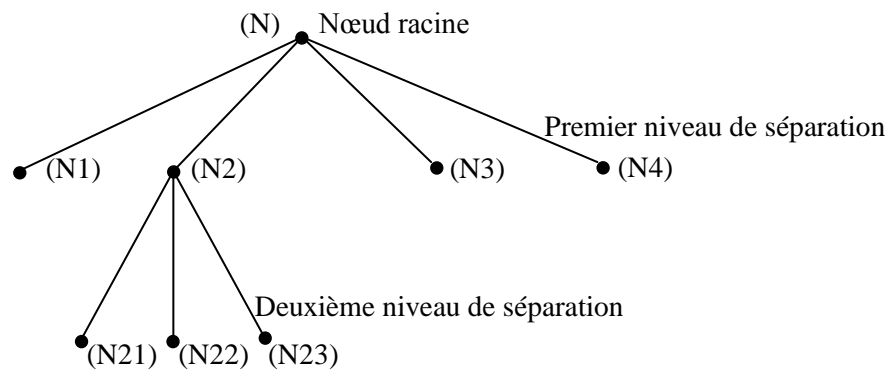 (N) Nœud racine
Premier niveau de séparation
(N1) (N2) (N3) (N4)
Deuxième niveau de séparation
(N21) (N22) (N23)